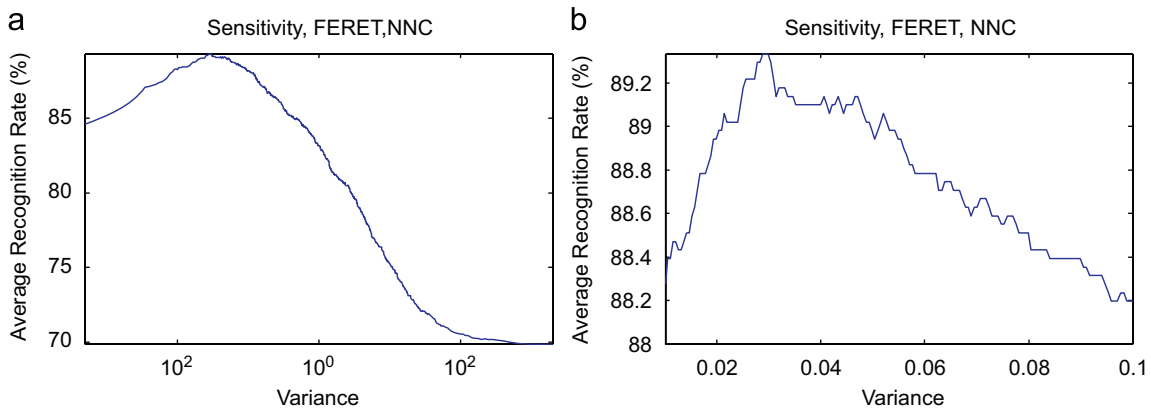 a
Sensitivity, FERET,NNC
Average Recognition Rate (%)
85
80
75
70
10²
10⁰
10²
Variance
b
Sensitivity, FERET, NNC
Average Recognition Rate (%)
89.2
89
88.8
88.6
88.4
88.2
88
0.02
0.04
0.06
0.08
0.1
Variance